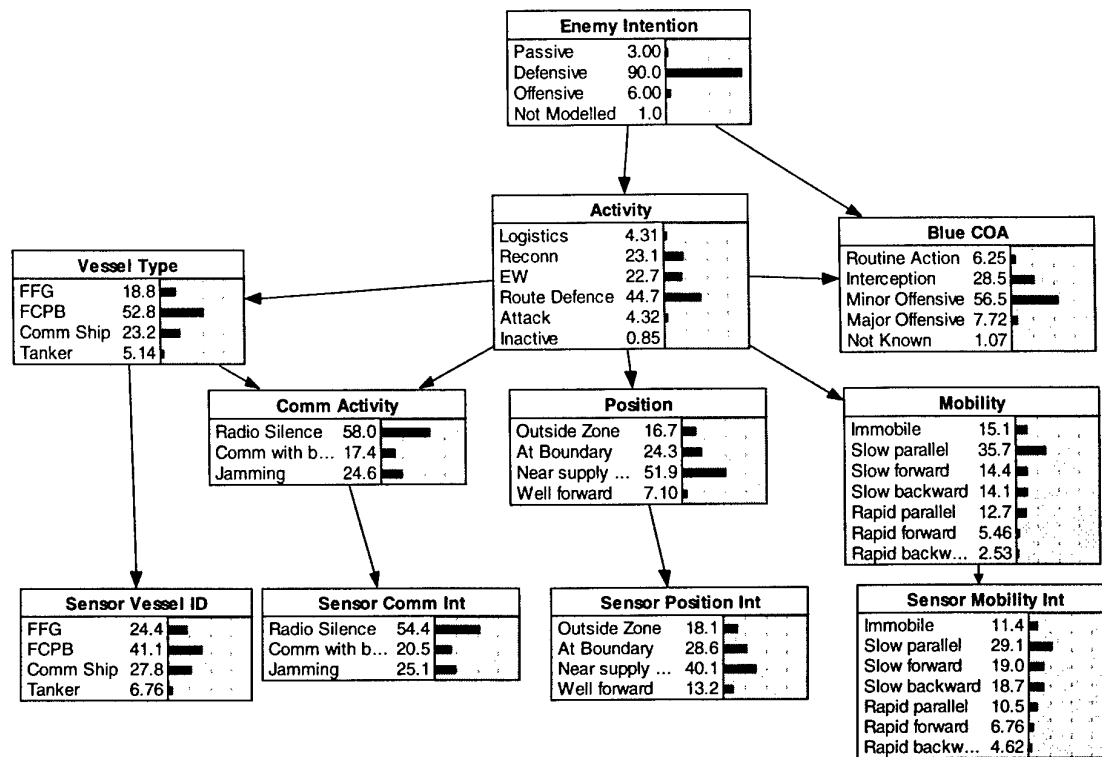 Enemy Intention
Passive 3.00
Defensive 90.0
Offensive 6.00
Not Modelled 1.0
Activity
Logistics 4.31
Reconn 23.1
EW 22.7
Route Defence 44.7
Attack 4.32
Inactive 0.85
Blue COA
Routine Action 6.25
Interception 28.5
Minor Offensive 56.5
Major Offensive 7.72
Not Known 1.07
Vessel Type
FFG 18.8
FCPB 52.8
Comm Ship 23.2
Tanker 5.14
Comm Activity
Radio Silence 58.0
Comm with b... 17.4
Jamming 24.6
Position
Outside Zone 16.7
At Boundary 24.3
Near supply ... 51.9
Well forward 7.10
Mobility
Immobile 15.1
Slow parallel 35.7
Slow forward 14.4
Slow backward 14.1
Rapid parallel 12.7
Rapid forward 5.46
Rapid backw... 2.53
Sensor Vessel ID
FFG 24.4
FCPB 41.1
Comm Ship 27.8
Tanker 6.76
Sensor Comm Int
Radio Silence 54.4
Comm with b... 20.5
Jamming 25.1
Sensor Position Int
Outside Zone 18.1
At Boundary 28.6
Near supply ... 40.1
Well forward 13.2
Sensor Mobility Int
Immobile 11.4
Slow parallel 29.1
Slow forward 19.0
Slow backward 18.7
Rapid parallel 10.5
Rapid forward 6.76
Rapid backw... 4.62